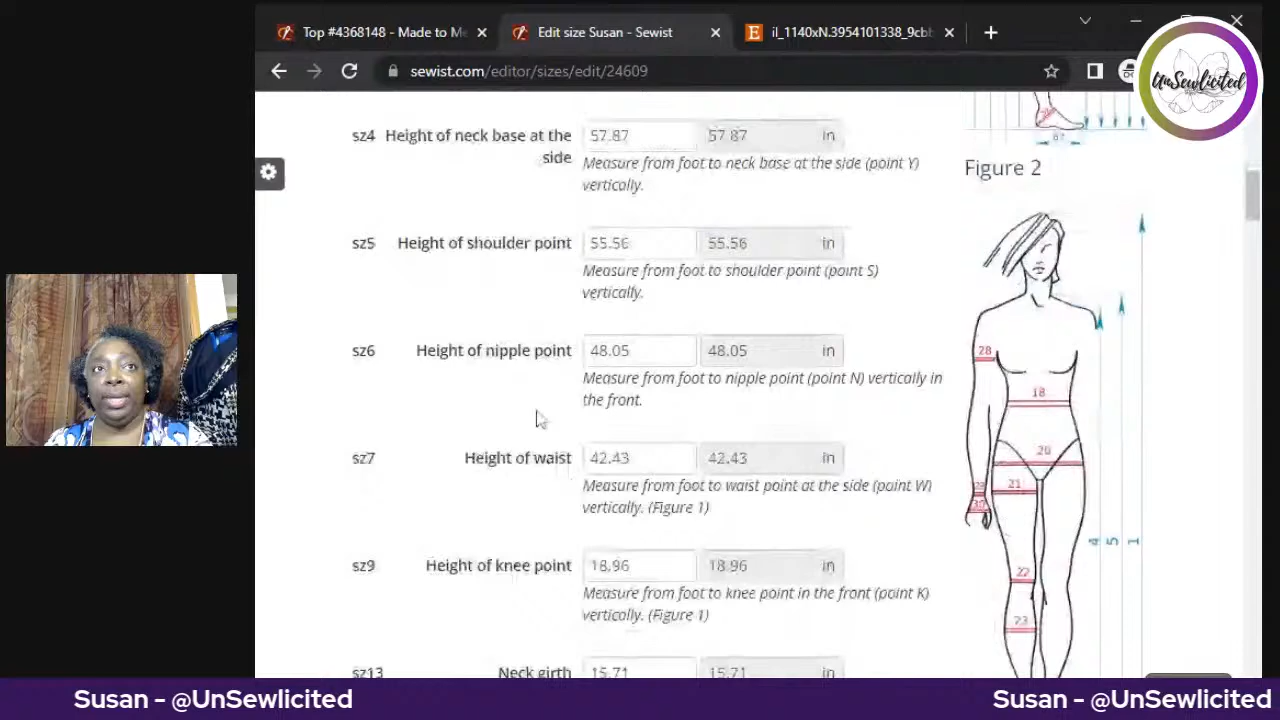 Top #4368148 - Made to Me
Edit size Susan - Sewist
il_1140xN.3954101338_9cbb
sewist.com/editor/sizes/edit/24609
UnSewlicited
sz4 Height of neck base at the side 57.87 57.87 in
Measure from foot to neck base at the side (point Y) vertically.
Figure 2
sz5 Height of shoulder point 55.56 55.56 in
Measure from foot to shoulder point (point S) vertically.
sz6 Height of nipple point 48.05 48.05 in
Measure from foot to nipple point (point N) vertically in the front.
sz7 Height of waist 42.43 42.43 in
Measure from foot to waist point at the side (point W) vertically. (Figure 1)
sz9 Height of knee point 18.96 18.96 in
Measure from foot to knee point in the front (point K) vertically. (Figure 1)
sz13 Neck girth 15.71 15.71 in
28
18
20
21
22
23
4 5 1
Susan - @UnSewlicited
Susan - @UnSewlicited